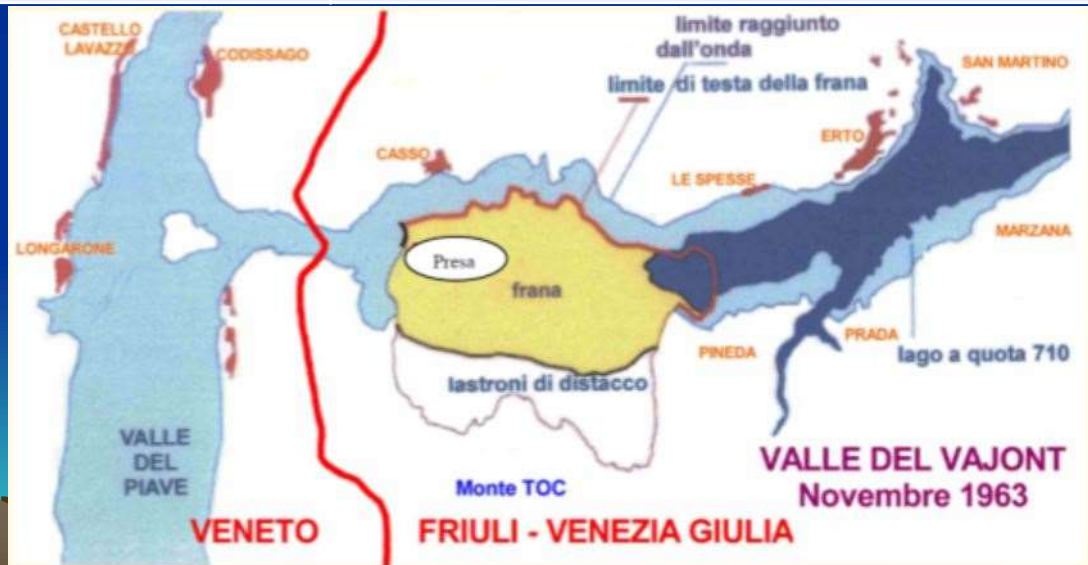 CASTELLO
LAVAZZO
CODISSAGO
limite raggiunto
dall'onda
limite di testa della frana
SAN MARTINO
CASSO
ERTO
LE SPESSE
LONGARONE
MARZANA
Presa
frana
PINEDA
PRADA
lago a quota 710
lastroni di distacco
VALLE
DEL
PIAVE
Monte TOC
VALLE DEL VAJONT
Novembre 1963
VENETO
FRIULI - VENEZIA GIULIA